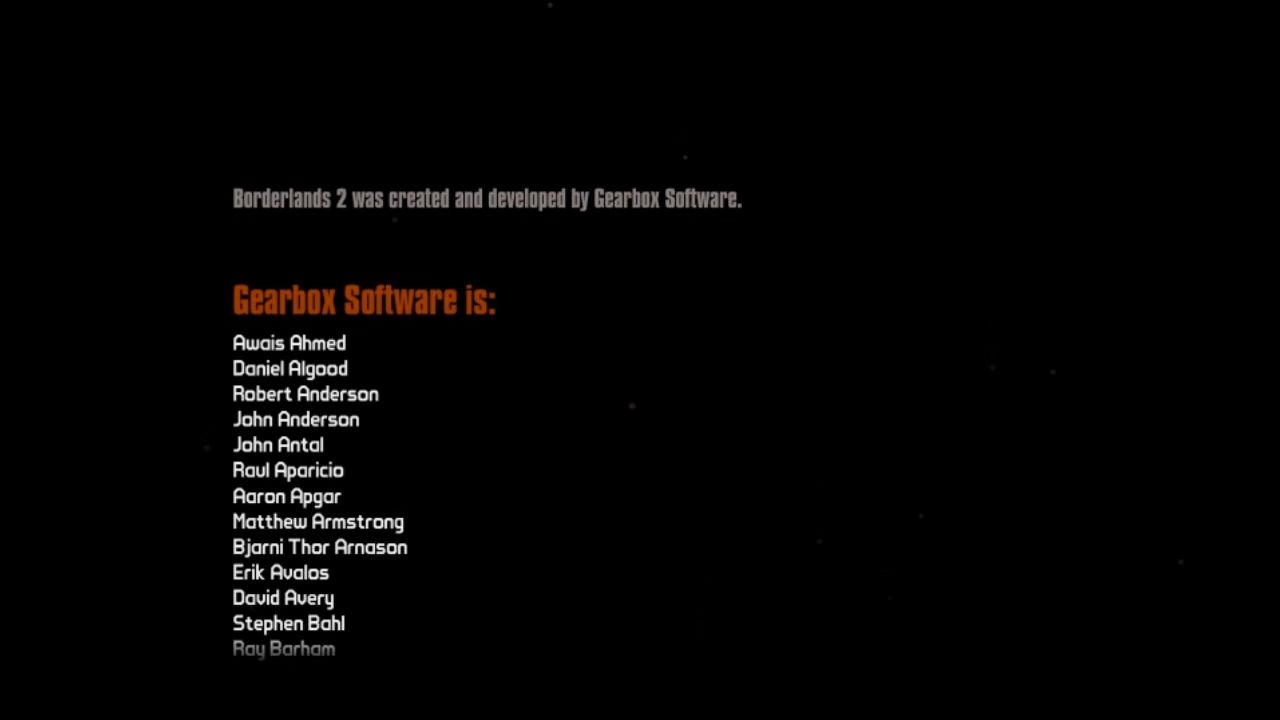 Borderlands 2 was created and developed by Gearbox Software.
Gearbox Software is:
Awais Ahmed
Daniel Algood
Robert Anderson
John Anderson
John Antal
Raul Aparicio
Aaron Apgar
Matthew Armstrong
Bjarni Thor Arnason
Erik Avalos
David Avery
Stephen Bahl
Ray Barham